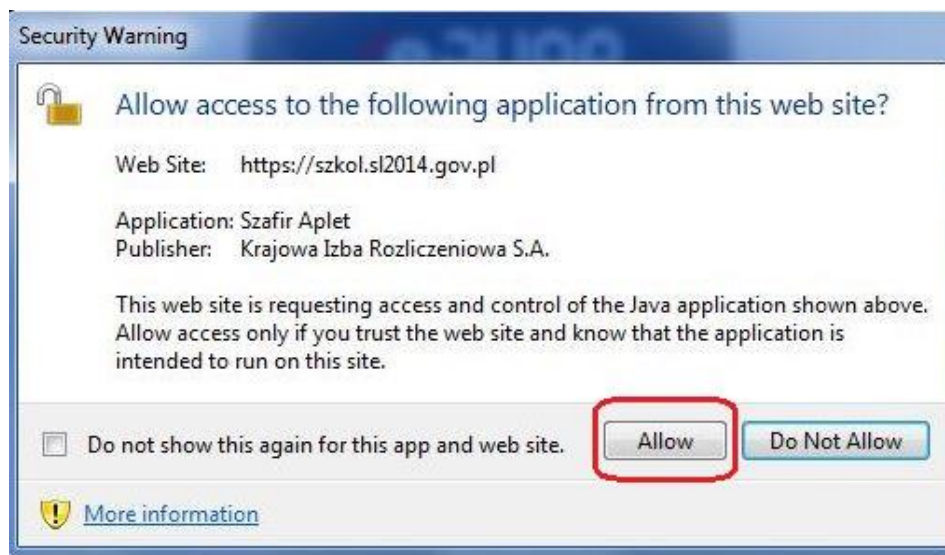 Security Warning
Allow access to the following application from this web site?
Web Site: https://szkol.sl2014.gov.pl
Application: Szafir Aplet
Publisher: Krajowa Izba Rozliczeniowa S.A.
This web site is requesting access and control of the Java application shown above.
Allow access only if you trust the web site and know that the application is
intended to run on this site.
Do not show this again for this app and web site. Allow Do Not Allow
More information